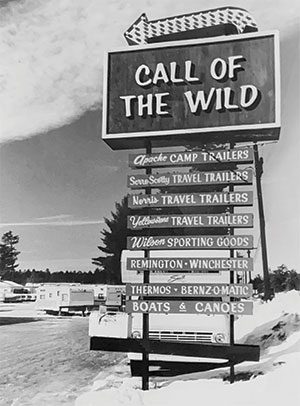 CALL OF
THE WILD
Apache CAMP TRAILERS
Serro Scotty TRAVEL TRAILERS
Norris TRAVEL TRAILERS
Yellowstone TRAVEL TRAILERS
Wilson SPORTING GOODS
REMINGTON • WINCHESTER
THERMOS • BERNZ-O-MATIC
BOATS & CANOES